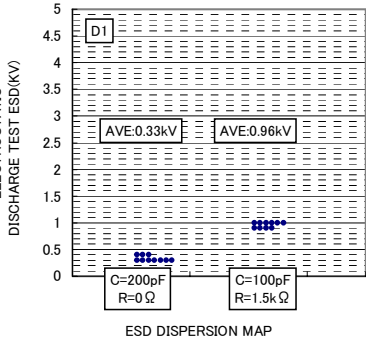 DISCHARGE TEST ESD(KV)
5
4.5
4
3.5
3
2.5
2
1.5
1
0.5
0
D1
AVE:0.33kV
AVE:0.96kV
C=200pF
R=0Ω
C=100pF
R=1.5kΩ
ESD DISPERSION MAP